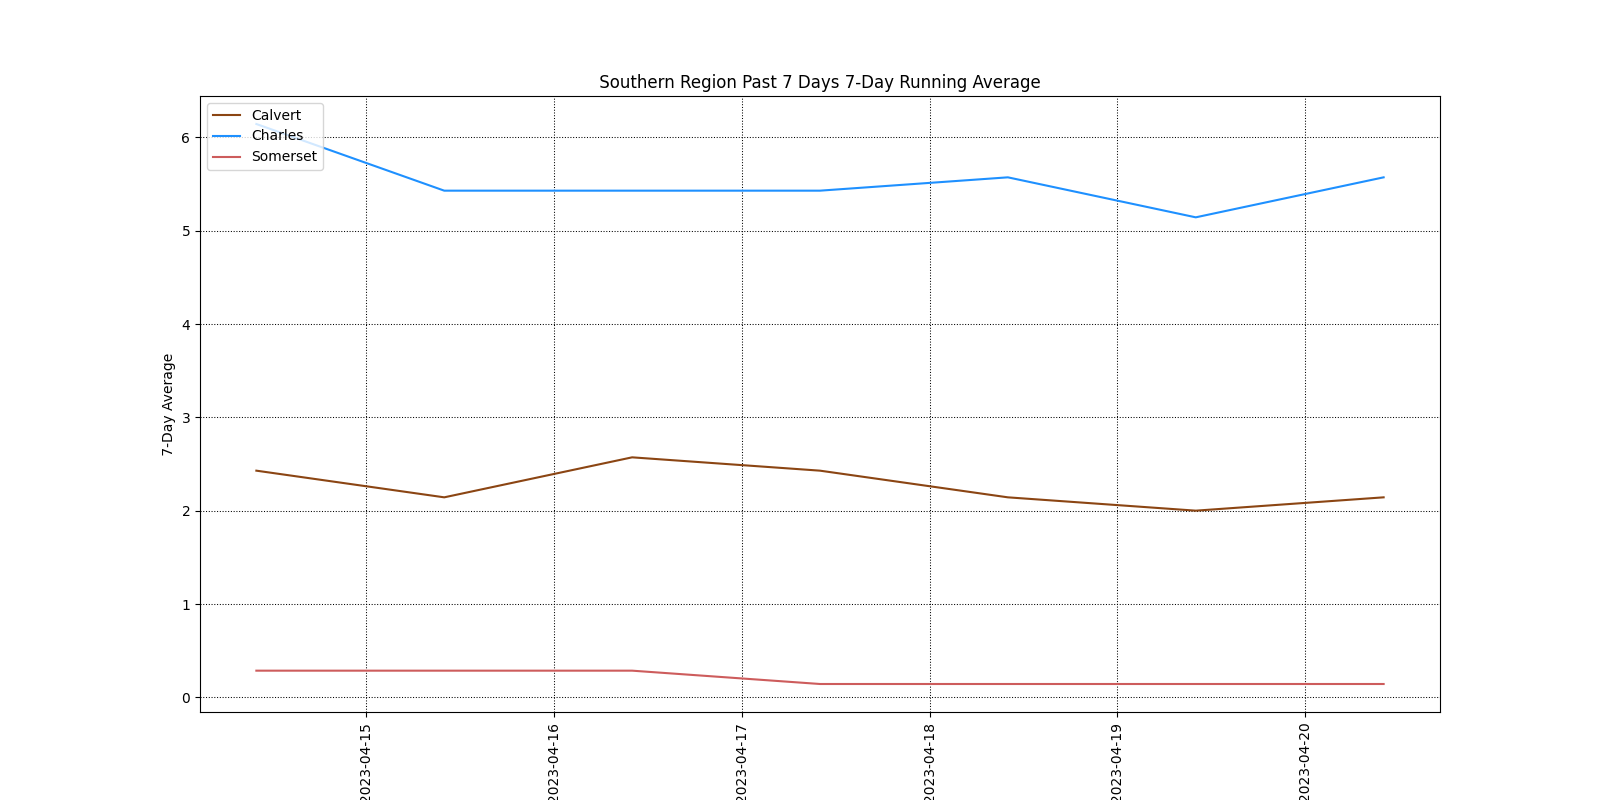 Southern Region Past 7 Days 7-Day Running Average
Calvert
Charles
Somerset
7-Day Average
6
5
4
3
2
1
0
2023-04-15
2023-04-16
2023-04-17
2023-04-18
2023-04-19
2023-04-20